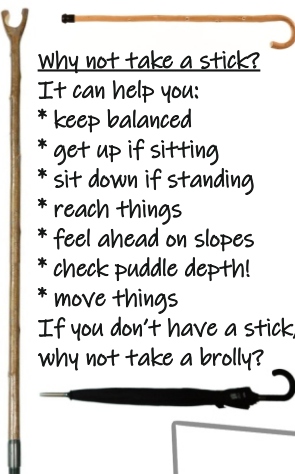 Why not take a stick?
It can help you:
* keep balanced
* get up if sitting
* sit down if standing
* reach things
* feel ahead on slopes
* check puddle depth!
* move things
If you don't have a stick,
why not take a brolly?